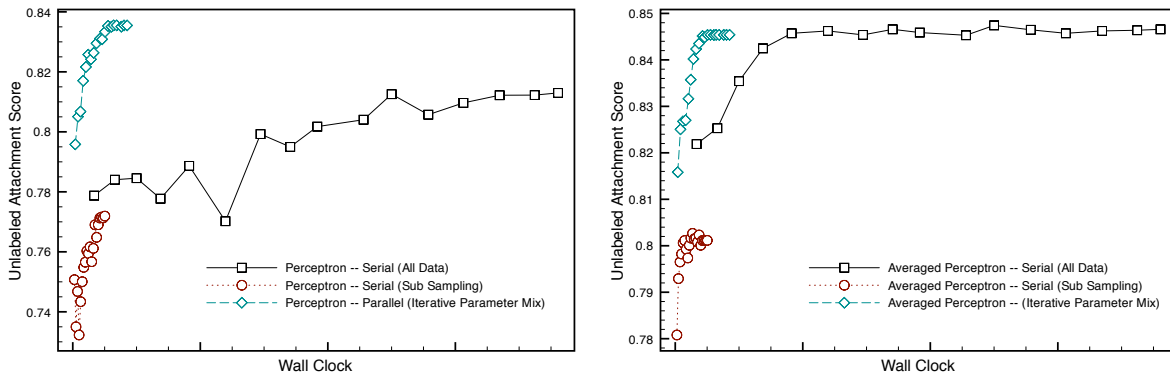 0.84
0.82
0.8
0.78
0.76
0.74
Unlabeled Attachment Score
Perceptron -- Serial (All Data)
Perceptron -- Serial (Sub Sampling)
Perceptron -- Parallel (Iterative Parameter Mix)
Wall Clock
0.85
0.84
0.83
0.82
0.81
0.8
0.79
0.78
Unlabeled Attachment Score
Averaged Perceptron -- Serial (All Data)
Averaged Perceptron -- Serial (Sub Sampling)
Averaged Perceptron -- (Iterative Parameter Mix)
Wall Clock